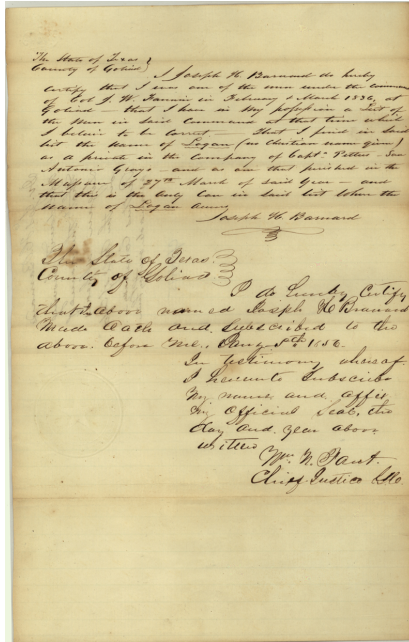 The State of Texas }
County of Goliad }
I Joseph H. Barnard do hereby
certify that I was one of the men under the command
of Col J. W. Fannin in February & March 1836, at
Goliad - that I have in my possession a List of
the Men in said Command at that time which
I believe to be correct - That I find in said
list the name of Logan (no Christian name given)
as a private in the Company of Capt. Pettus - San
Antonio Greys and as one that perished in the
Massacre of 27th March of said Year - and
that this is the only Case in said list where the
name of Logan occurs
Joseph H Barnard
The State of Texas
County of Goliad
I do hereby Certify
that the above named Joseph H Barnard
Made Oath and Subscribed to the
above before me, 5th 1856
In testimony whereof
I hereunto Subscribe
My name and affix
My Official Seal, the
day and year above
written
Wm. N. Fant.
Chief Justice